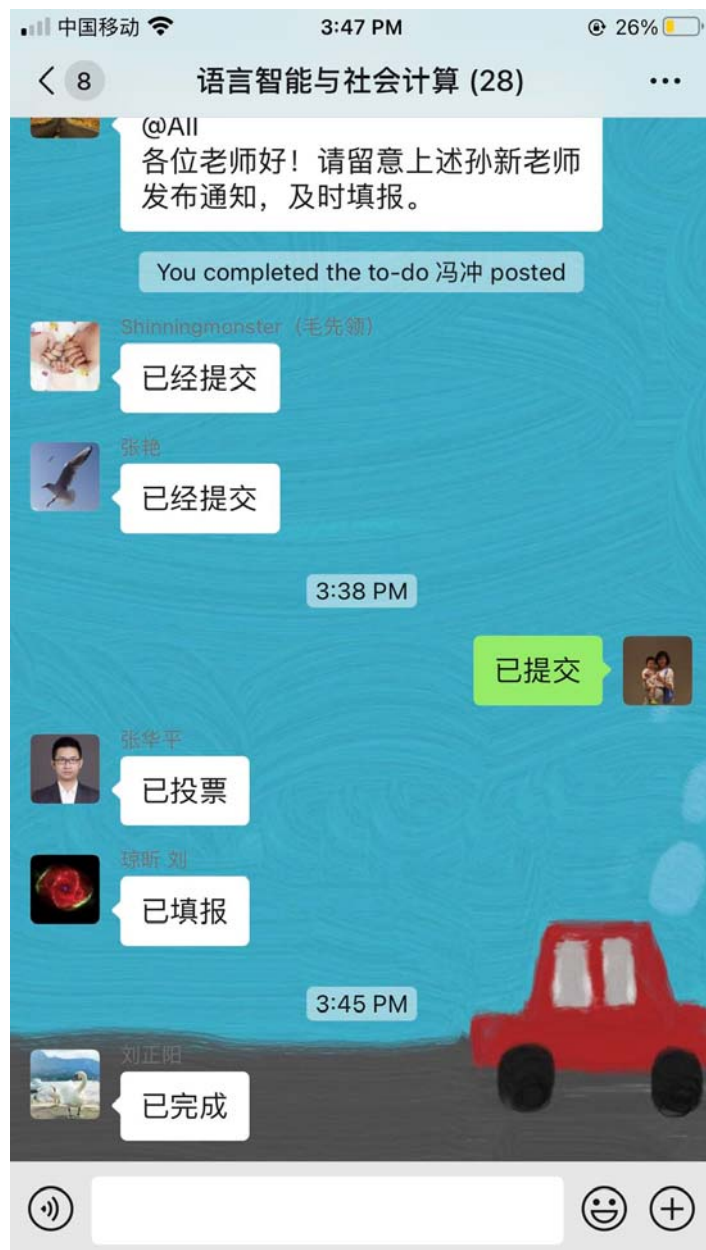 中国移动 3:47 PM 26%
8 语言智能与社会计算 (28)
@All
各位老师好！请留意上述孙新老师
发布通知，及时填报。
You completed the to-do 冯冲 posted
Shinningmonster（毛先领）
已经提交
张艳
已经提交
3:38 PM
已提交
张华平
已投票
琼昕 刘
已填报
3:45 PM
刘正阳
已完成